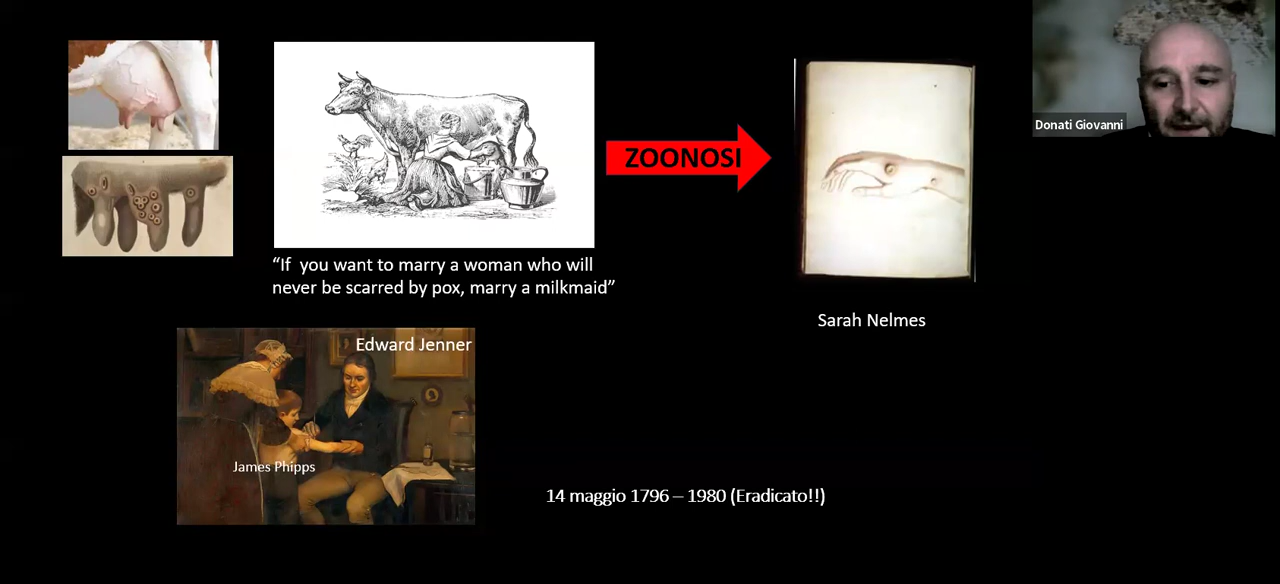 ZOONOSI
Donati Giovanni
“If you want to marry a woman who will
never be scarred by pox, marry a milkmaid”
Sarah Nelmes
Edward Jenner
James Phipps
14 maggio 1796 – 1980 (Eradicato!!)